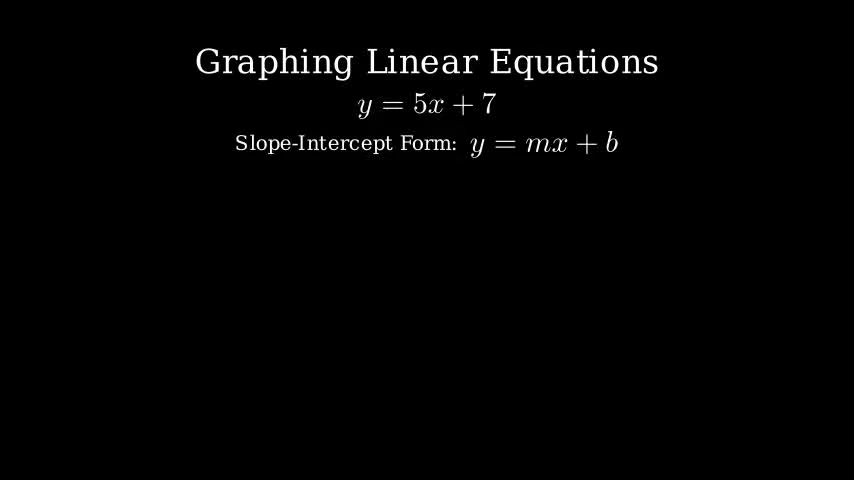 Graphing Linear Equations
y = 5x + 7
Slope-Intercept Form: y = mx + b